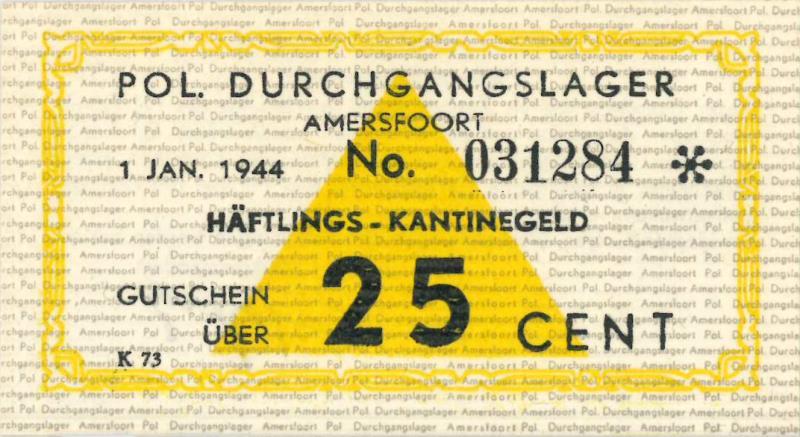 POL. DURCHGANGSLAGER
AMERSFOORT
1 JAN. 1944 No. 031284 *
HÄFTLINGS - KANTINEGELD
GUTSCHEIN
ÜBER 25 CENT
K 73